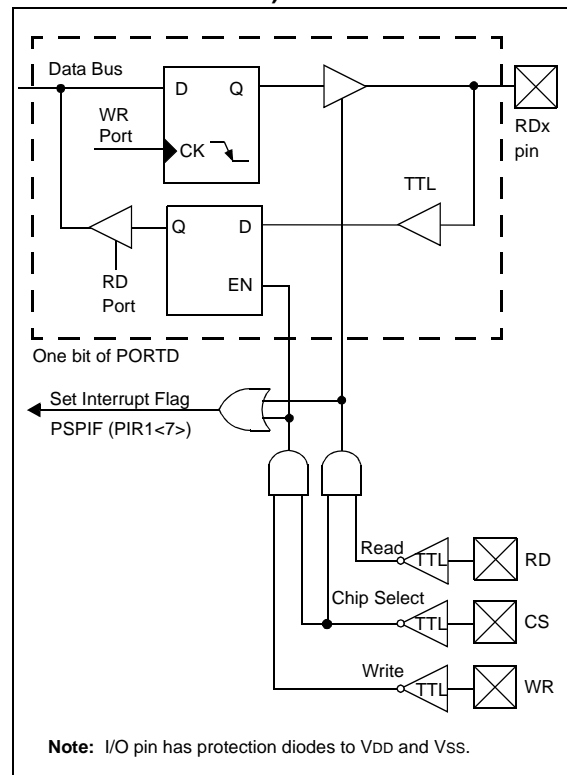 Data Bus
D Q
WR
Port
CK
RDx
pin
TTL
Q D
RD
Port
EN
One bit of PORTD
Set Interrupt Flag
PSPIF (PIR1<7>)
Read
TTL
RD
Chip Select
TTL
CS
Write
TTL
WR
Note: I/O pin has protection diodes to VDD and VSS.